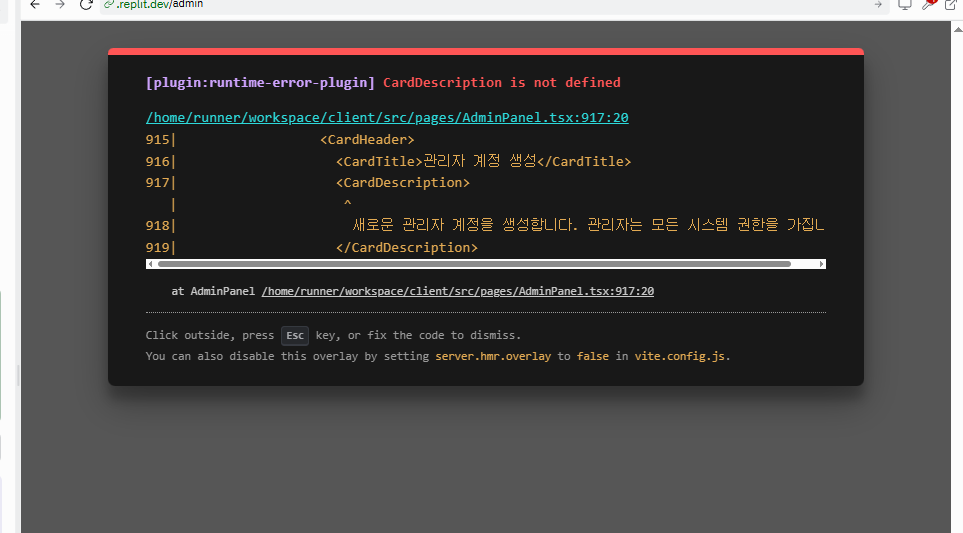 .replit.dev/admin
[plugin:runtime-error-plugin] CardDescription is not defined
/home/runner/workspace/client/src/pages/AdminPanel.tsx:917:20
915|                  <CardHeader>
916|                    <CardTitle>관리자 계정 생성</CardTitle>
917|                    <CardDescription>
   |                     ^
918|                      새로운 관리자 계정을 생성합니다. 관리자는 모든 시스템 권한을 가집니
919|                    </CardDescription>
at AdminPanel /home/runner/workspace/client/src/pages/AdminPanel.tsx:917:20
Click outside, press Esc key, or fix the code to dismiss.
You can also disable this overlay by setting server.hmr.overlay to false in vite.config.js.